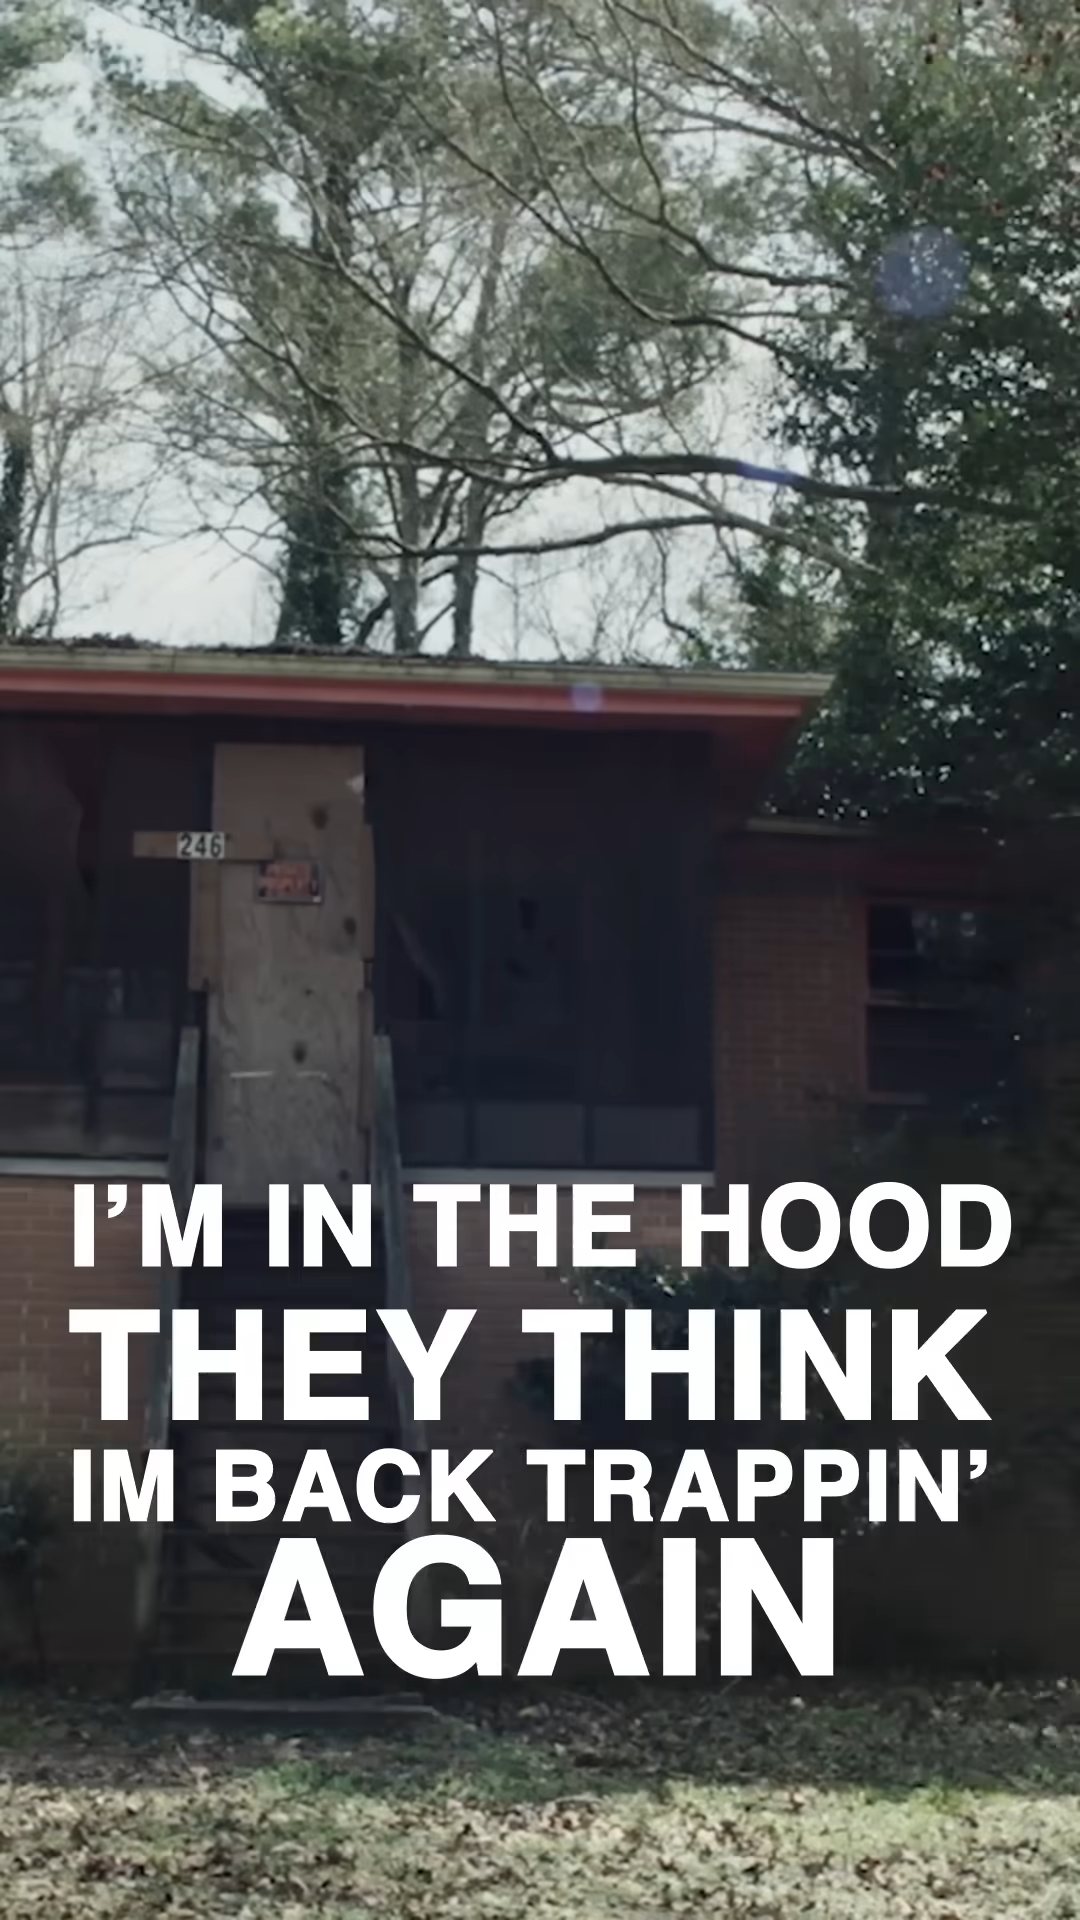 246
I’M IN THE HOOD
THEY THINK
IM BACK TRAPPIN’
AGAIN